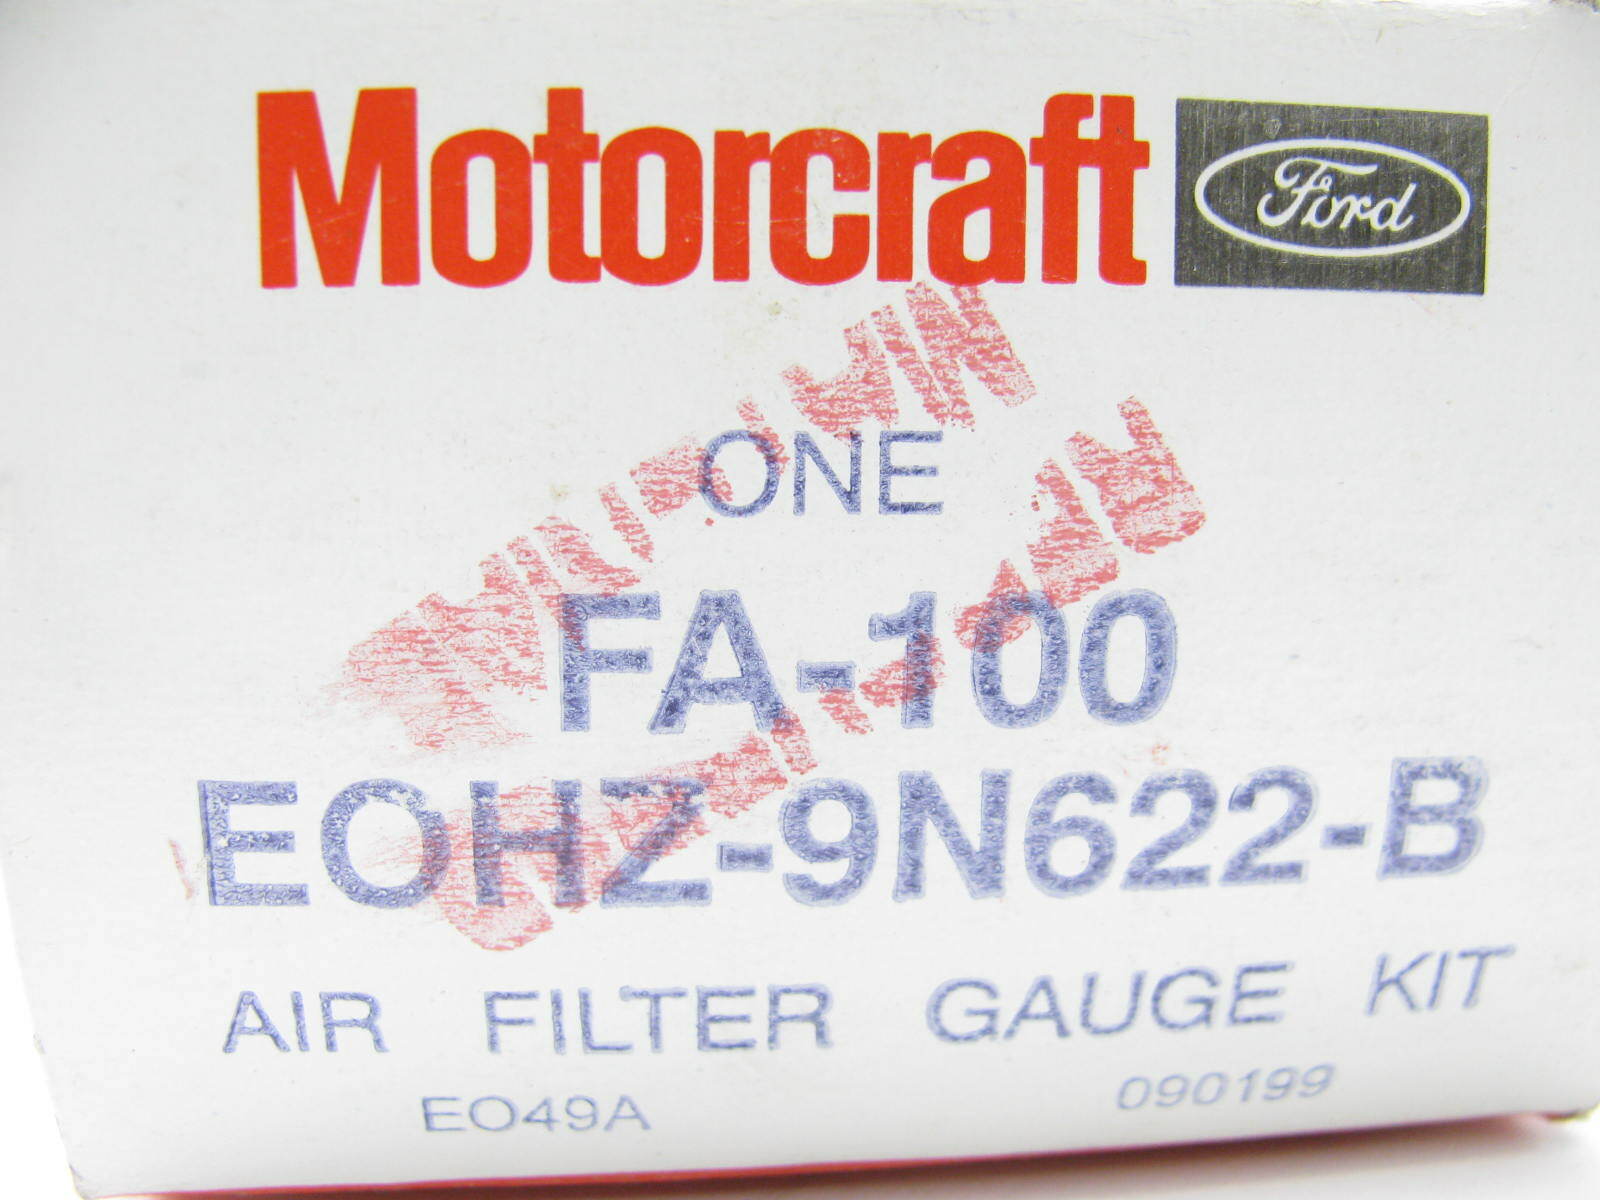 Motorcraft Ford
ONE
FA-100
EOHZ-9N622-B
AIR FILTER GAUGE KIT
EO49A 090199